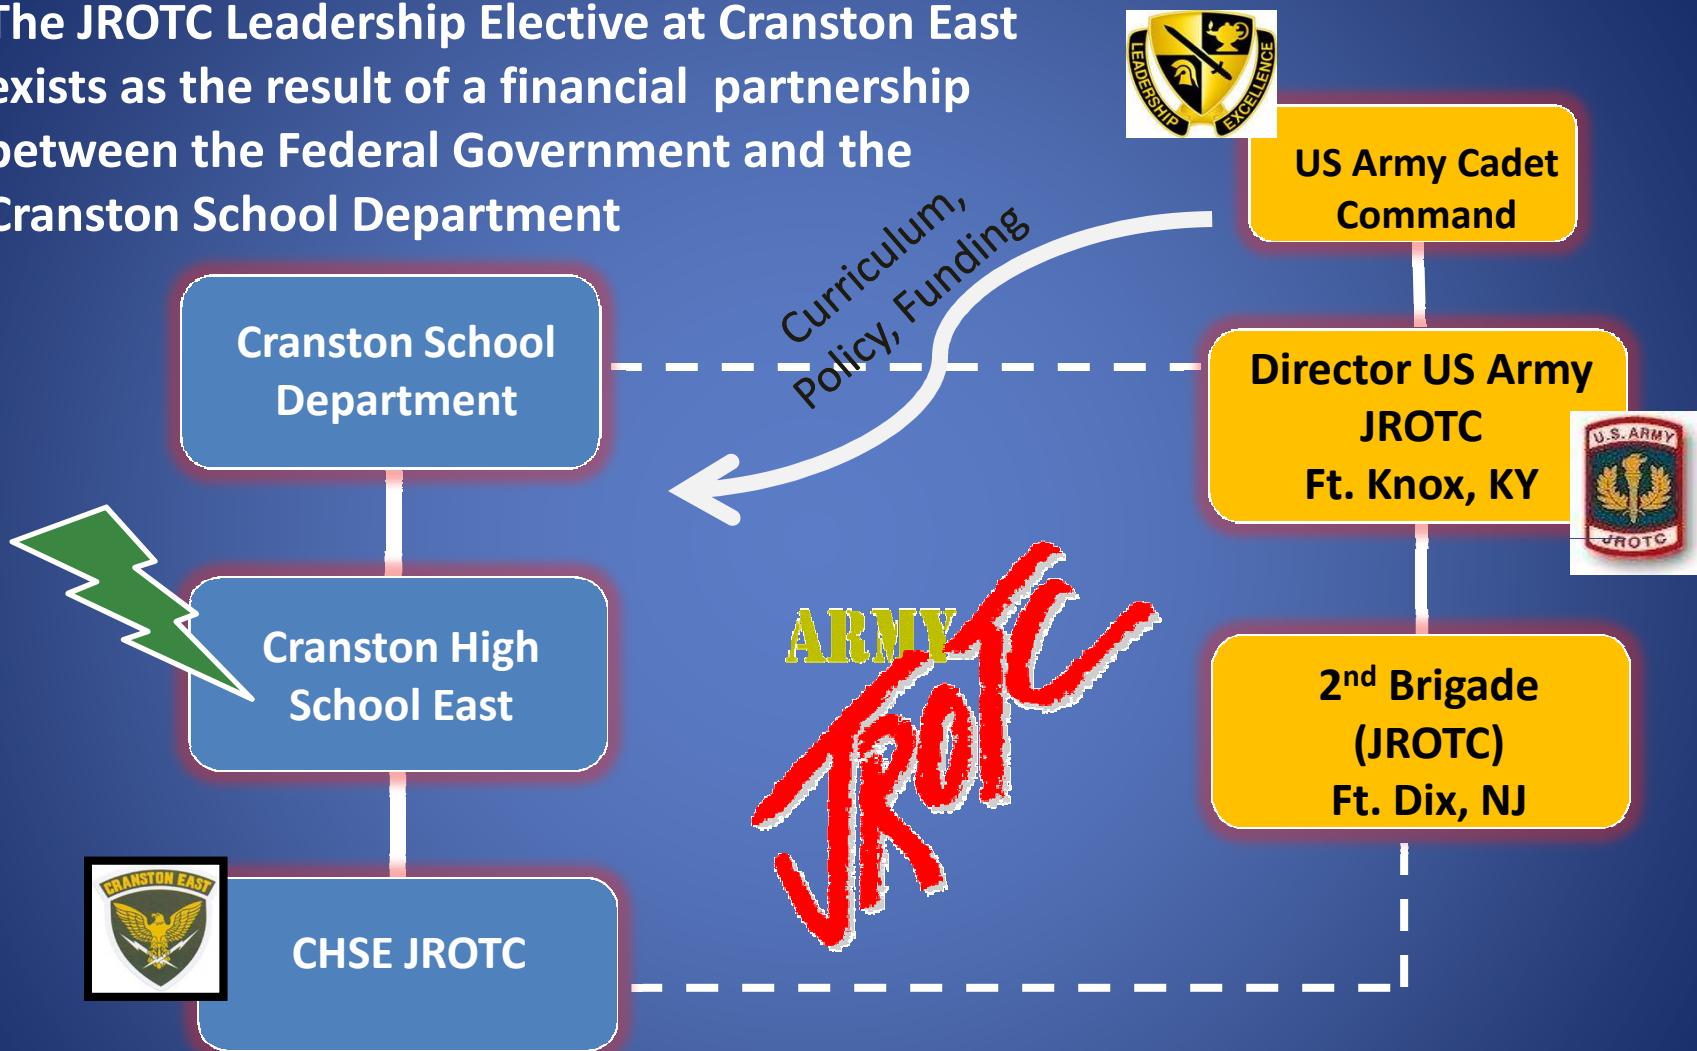 The JROTC Leadership Elective at Cranston East
exists as the result of a financial partnership
between the Federal Government and the
Cranston School Department
LEADERSHIP EXCELLENCE
US Army Cadet
Command
Curriculum,
Policy, Funding
Cranston School
Department
Director US Army
JROTC
Ft. Knox, KY
U.S. ARMY
JROTC
Cranston High
School East
ARMY
JROTC
2nd Brigade
(JROTC)
Ft. Dix, NJ
CRANSTON EAST
CHSE JROTC